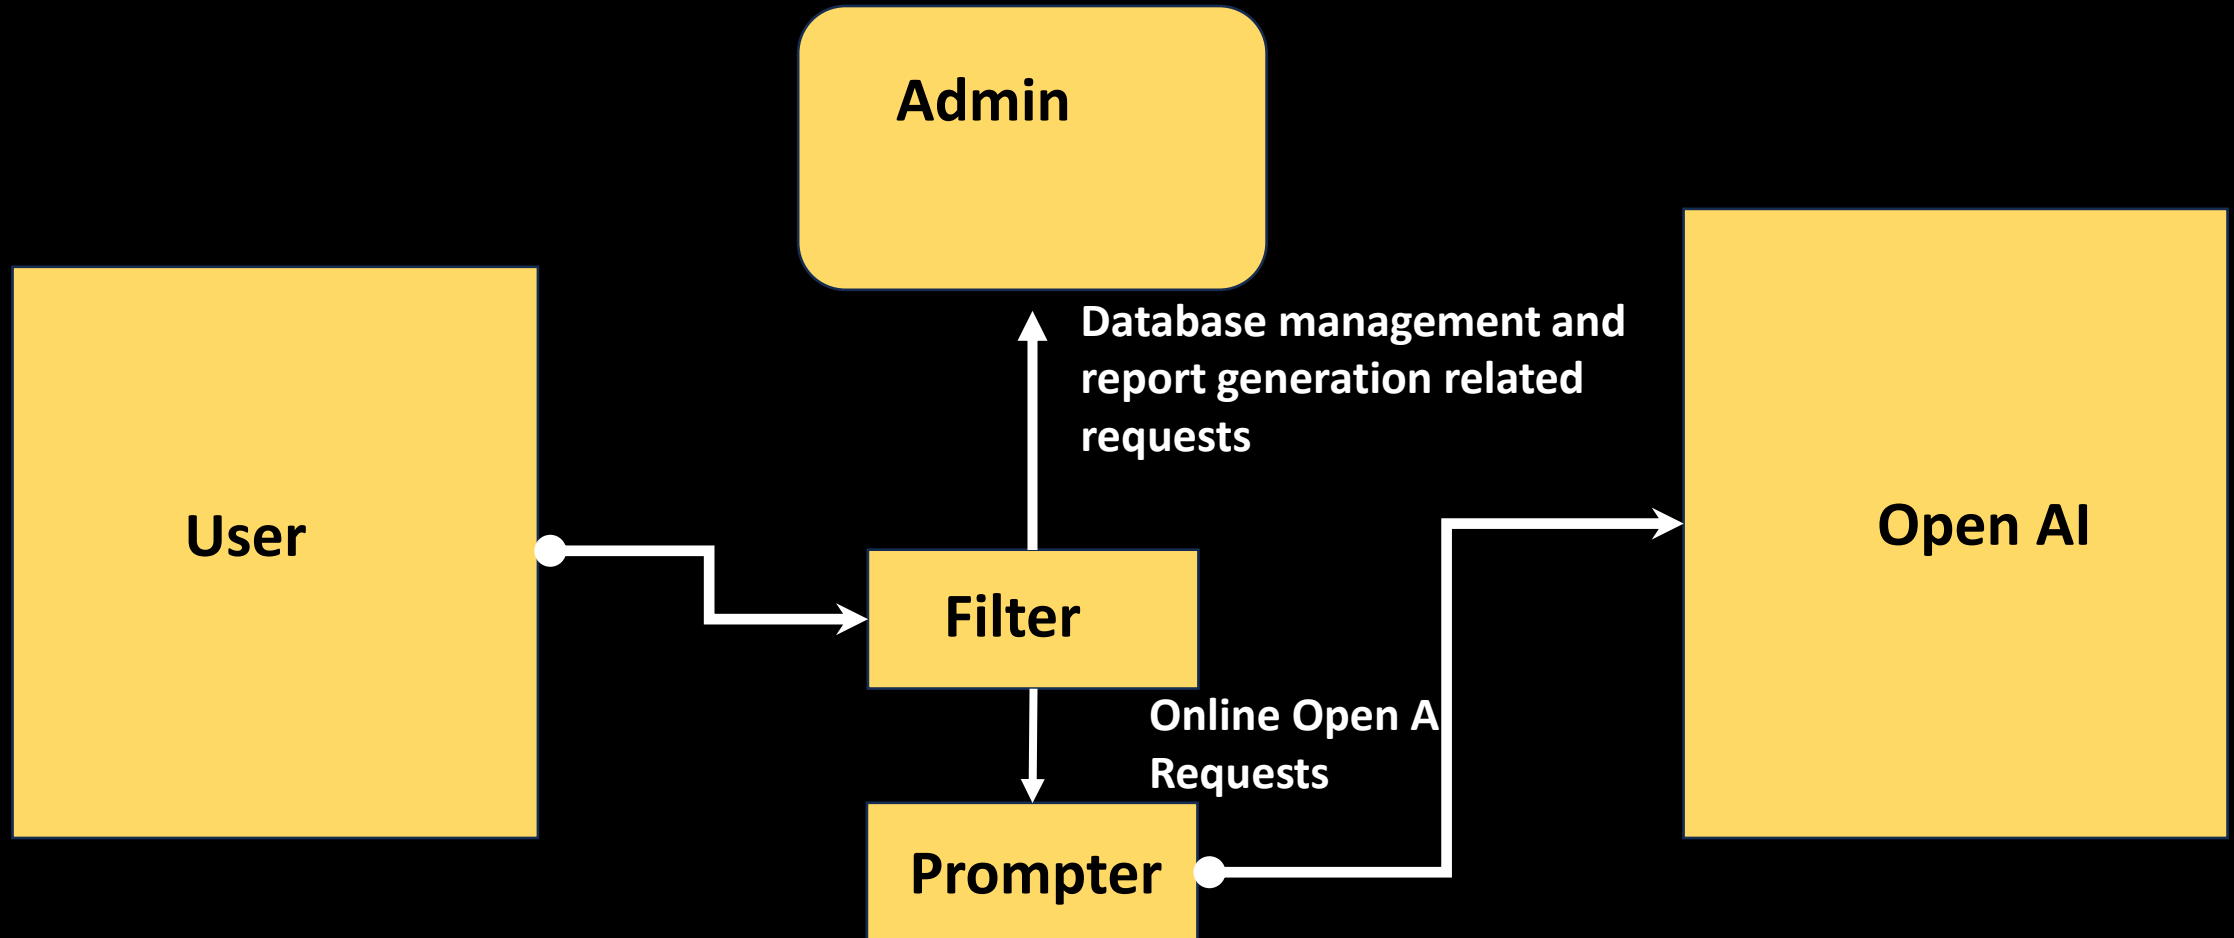 Admin
Database management and
report generation related
requests
User
Open AI
Filter
Online Open A
Requests
Prompter